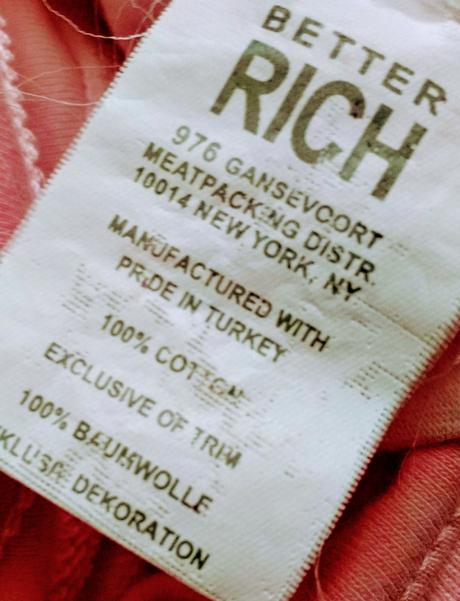 BETTER
RICH
976 GANSEVOORT
MEATPACKING DISTR.
10014 NEW YORK, NY
MANUFACTURED WITH
PRIDE IN TURKEY
100% COTTON
EXCLUSIVE OF TRIM
100% BAUMWOLLE
DEKORATION